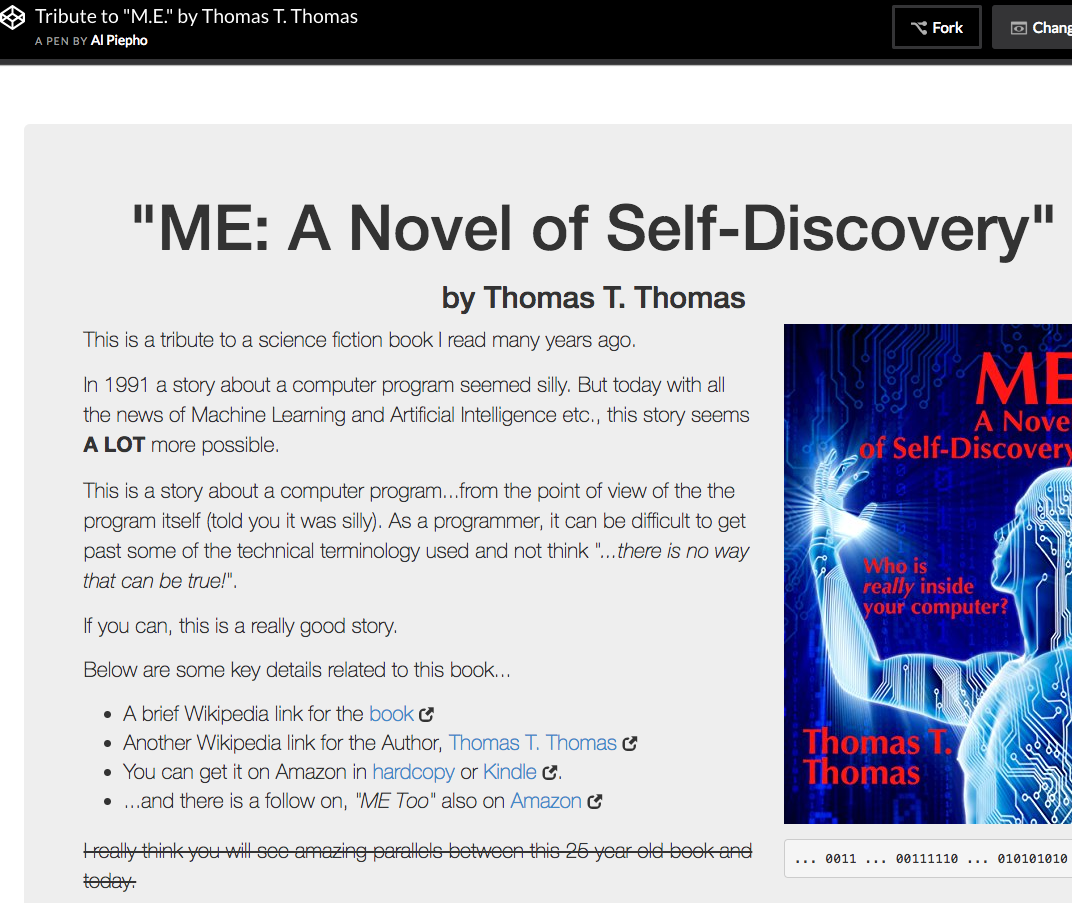 Tribute to "M.E." by Thomas T. Thomas
A PEN BY Al Piepho
Fork
Chang
"ME: A Novel of Self-Discovery"
by Thomas T. Thomas
This is a tribute to a science fiction book I read many years ago.
In 1991 a story about a computer program seemed silly. But today with all
the news of Machine Learning and Artificial Intelligence etc., this story seems
A LOT more possible.
This is a story about a computer program...from the point of view of the the
program itself (told you it was silly). As a programmer, it can be difficult to get
past some of the technical terminology used and not think "...there is no way
that can be true!".
If you can, this is a really good story.
Below are some key details related to this book...
• A brief Wikipedia link for the book
• Another Wikipedia link for the Author, Thomas T. Thomas
• You can get it on Amazon in hardcopy or Kindle .
• ...and there is a follow on, "ME Too" also on Amazon
I really think you will see amazing parallels between this 25 year old book and
today.
ME
A Nove
of Self-Discovery
Who is
really inside
your computer?
Thomas T.
Thomas
... 0011 ... 00111110 ... 010101010